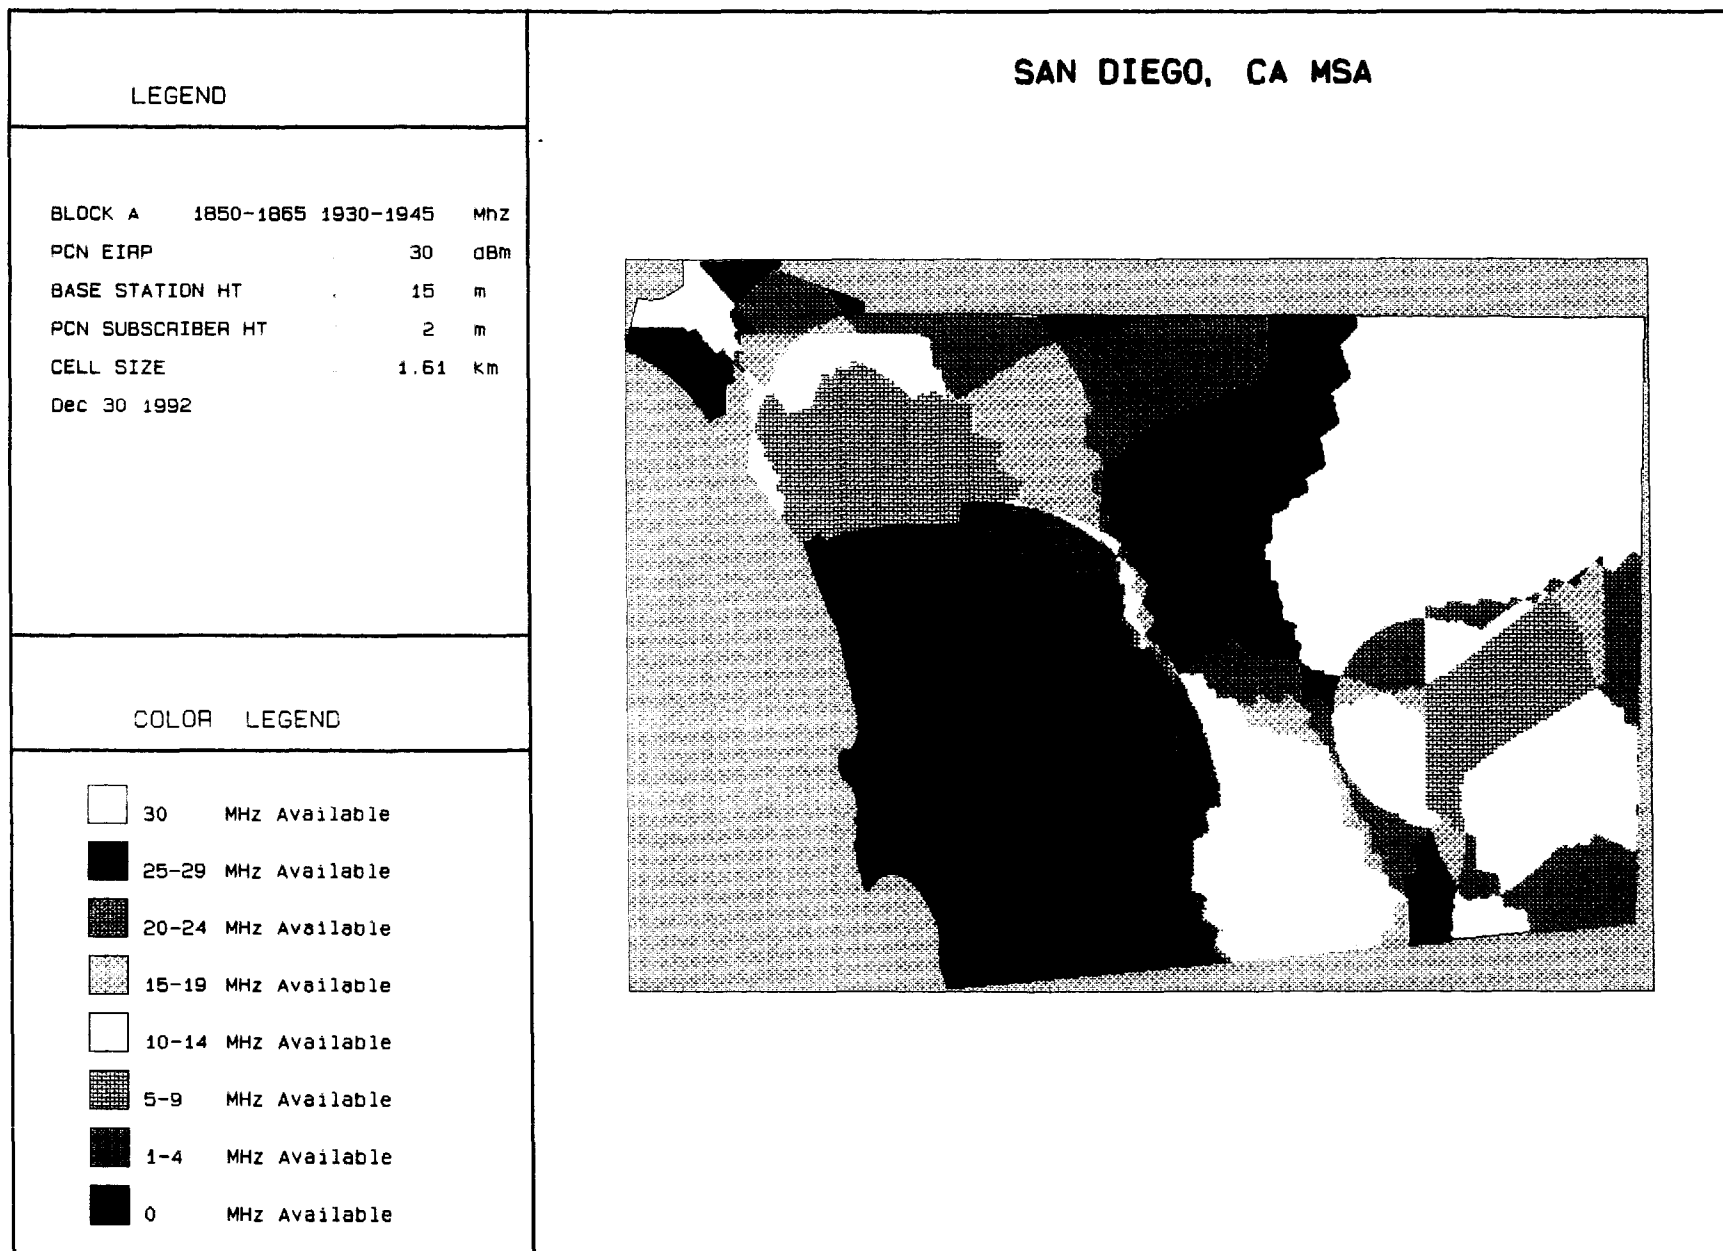 LEGEND
SAN DIEGO, CA MSA
BLOCK A 1850-1865 1930-1945 MhZ
PCN EIRP 30 dBm
BASE STATION HT 15 m
PCN SUBSCRIBER HT 2 m
CELL SIZE 1.61 km
Dec 30 1992
COLOR LEGEND
30 MHz Available
25-29 MHz Available
20-24 MHz Available
15-19 MHz Available
10-14 MHz Available
5-9 MHz Available
1-4 MHz Available
0 MHz Available